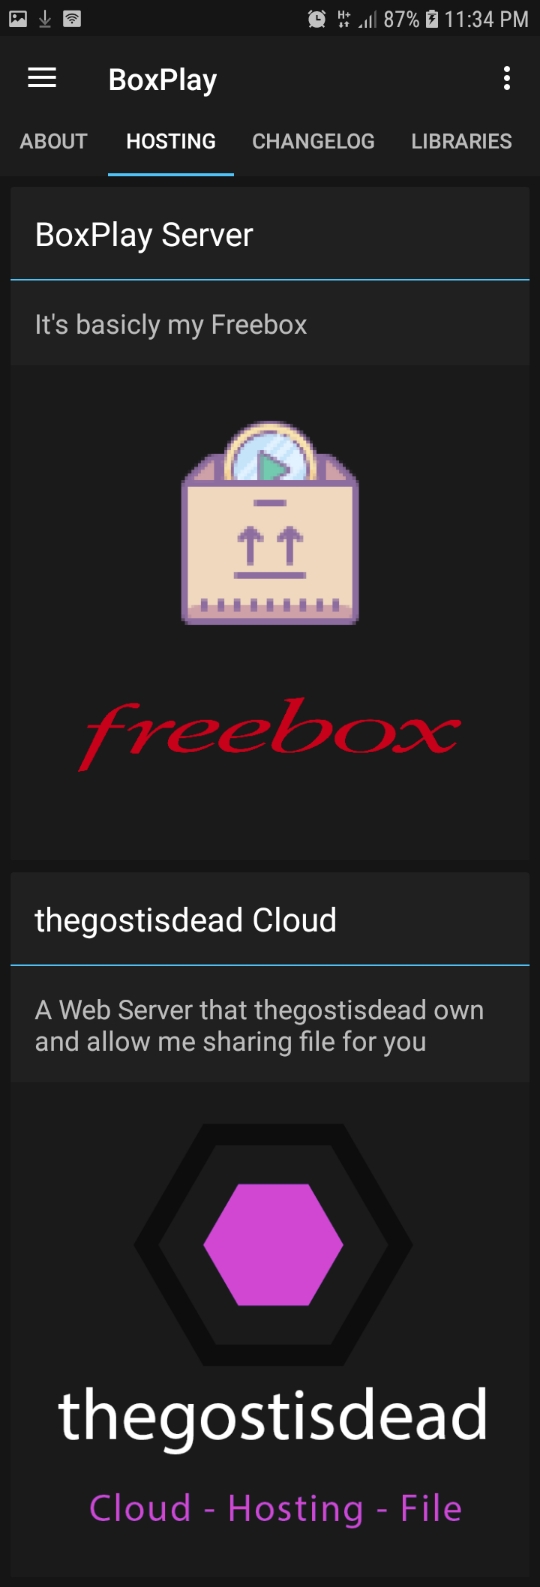 87% 11:34 PM
BoxPlay
ABOUT HOSTING CHANGELOG LIBRARIES
BoxPlay Server
It's basicly my Freebox
freebox
thegostisdead Cloud
A Web Server that thegostisdead own
and allow me sharing file for you
thegostisdead
Cloud - Hosting - File